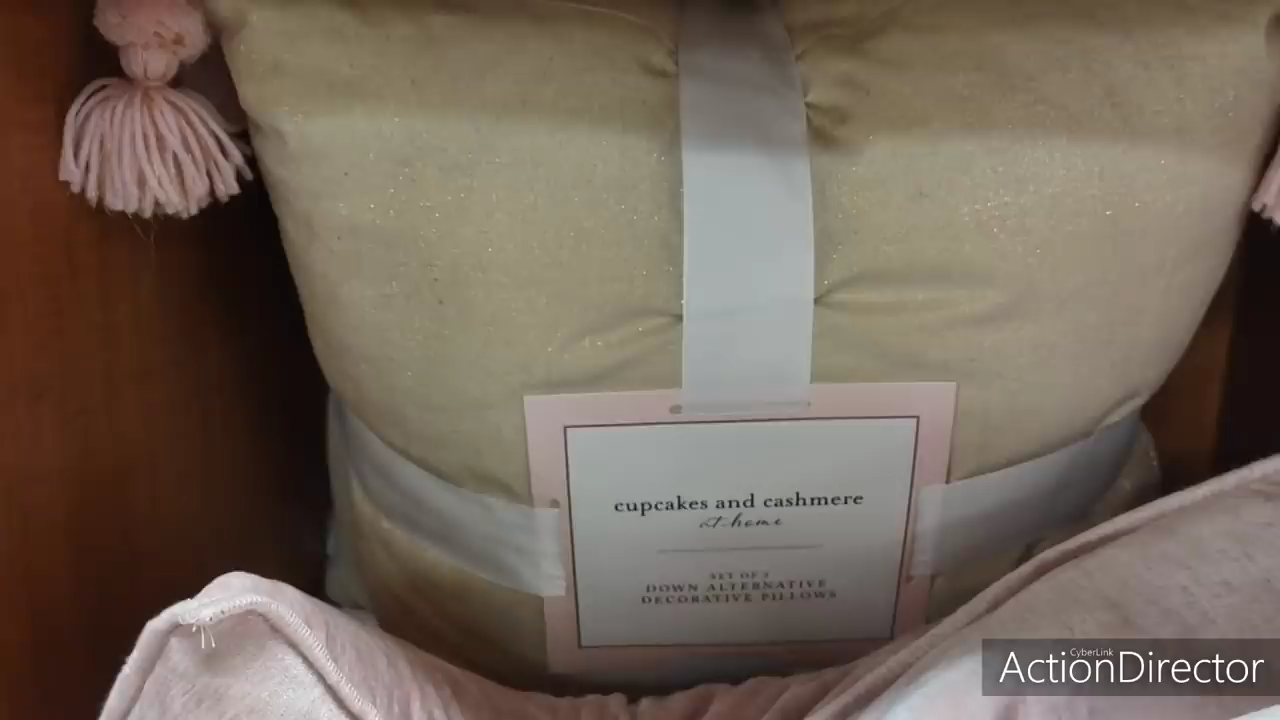 cupcakes and cashmere
at home
SET OF 2
DOWN ALTERNATIVE
DECORATIVE PILLOWS
CyberLink
ActionDirector